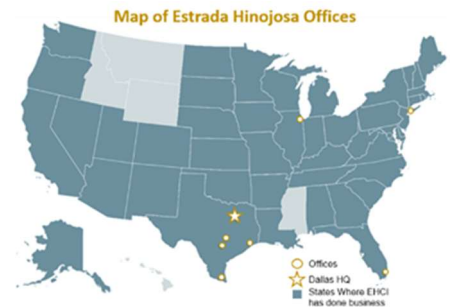 Map of Estrada Hinojosa Offices
Offices
Dallas HQ
States Where EHCI
has done business